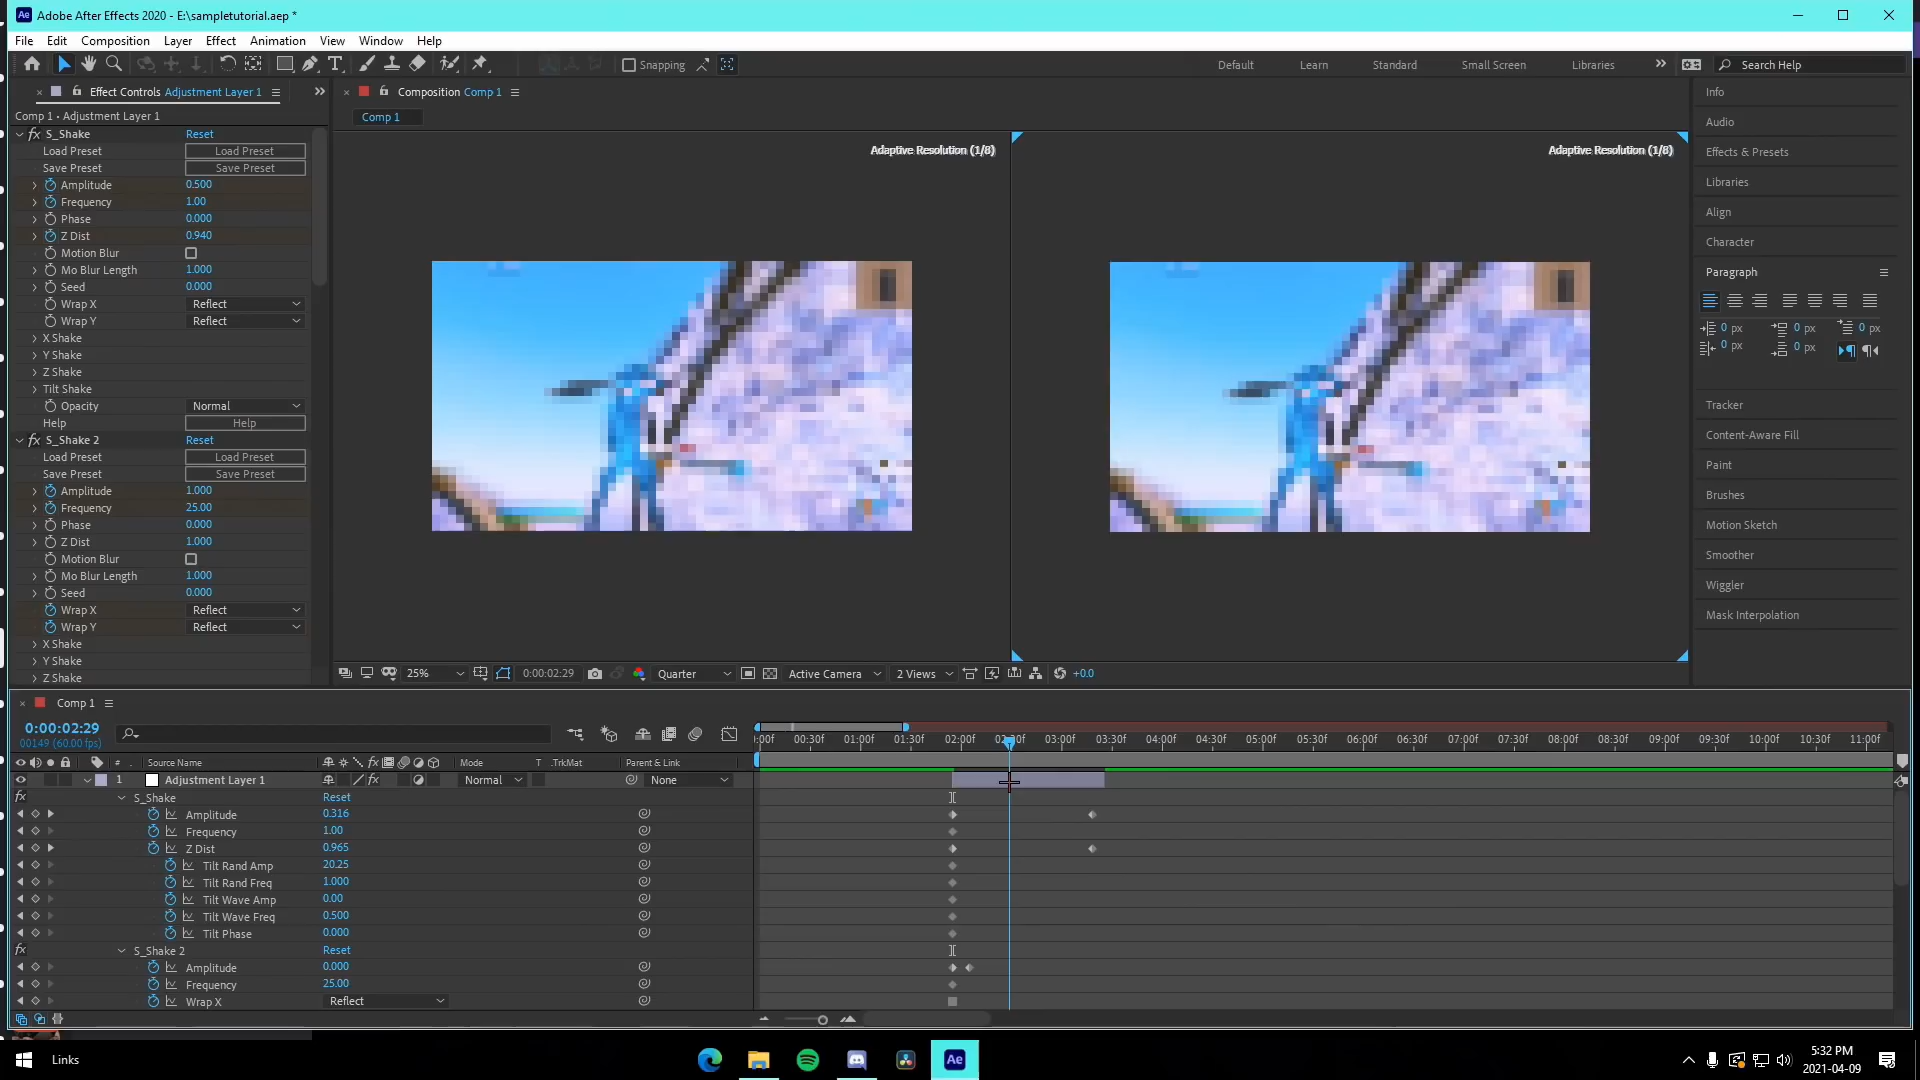 Adobe After Effects 2020 - E:\sampletutorial.aep *
File Edit Composition Layer Effect Animation View Window Help
Snapping
Default Learn Standard Small Screen Libraries
Search Help
Effect Controls Adjustment Layer 1
Composition Comp 1
Comp 1 • Adjustment Layer 1
Comp 1
fx S_Shake Reset
Load Preset Load Preset
Save Preset Save Preset
Amplitude 0.500
Frequency 1.00
Phase 0.000
Z Dist 0.940
Motion Blur
Mo Blur Length 1.000
Seed 0.000
Wrap X Reflect
Wrap Y Reflect
X Shake
Y Shake
Z Shake
Tilt Shake
Opacity Normal
Help Help
fx S_Shake 2 Reset
Load Preset Load Preset
Save Preset Save Preset
Amplitude 1.000
Frequency 25.00
Phase 0.000
Z Dist 1.000
Motion Blur
Mo Blur Length 1.000
Seed 0.000
Wrap X Reflect
Wrap Y Reflect
X Shake
Y Shake
Z Shake
Adaptive Resolution (1/8)
Adaptive Resolution (1/8)
25% 0:00:02:29 Quarter Active Camera 2 Views +0.0
Info
Audio
Effects & Presets
Libraries
Align
Character
Paragraph
0 px 0 px 0 px
0 px 0 px
Tracker
Content-Aware Fill
Paint
Brushes
Motion Sketch
Smoother
Wiggler
Mask Interpolation
Comp 1
0:00:02:29
00149 (60.00 fps)
:00f 00:30f 01:00f 01:30f 02:00f 02:30f 03:00f 03:30f 04:00f 04:30f 05:00f 05:30f 06:00f 06:30f 07:00f 07:30f 08:00f 08:30f 09:00f 09:30f 10:00f 10:30f 11:00f
# Source Name fx Mode T .TrkMat Parent & Link
1 Adjustment Layer 1 fx Normal None
fx S_Shake Reset
Amplitude 0.316
Frequency 1.00
Z Dist 0.965
Tilt Rand Amp 20.25
Tilt Rand Freq 1.000
Tilt Wave Amp 0.00
Tilt Wave Freq 0.500
Tilt Phase 0.000
fx S_Shake 2 Reset
Amplitude 0.000
Frequency 25.00
Wrap X Reflect
Links
Ae
5:32 PM
2021-04-09